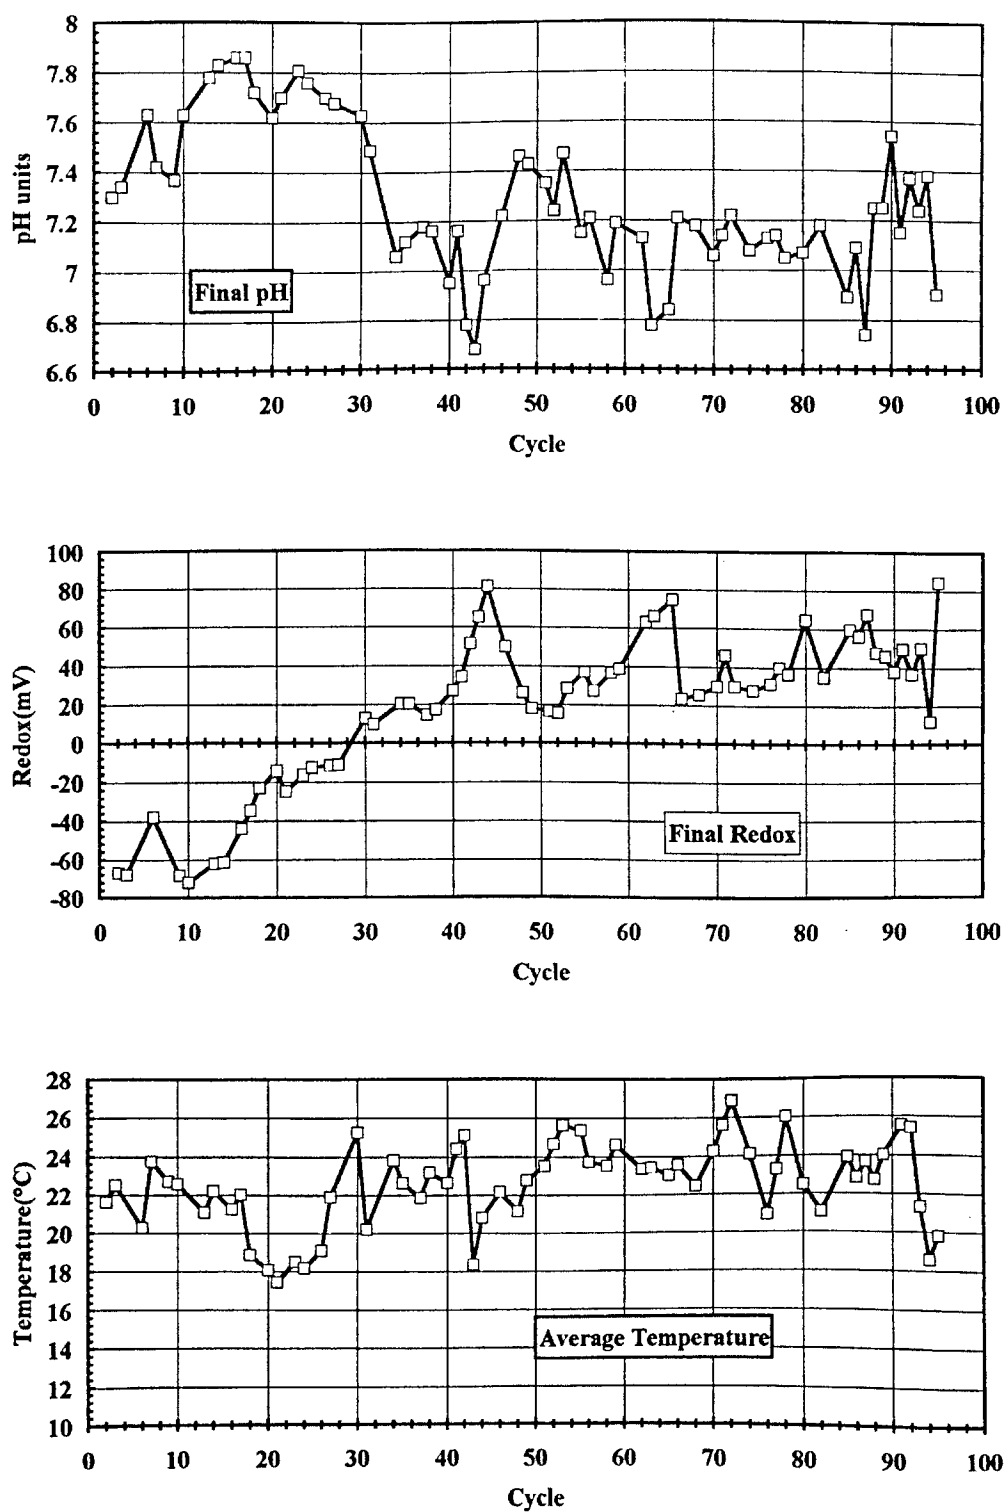 8
7.8
7.6
7.4
7.2
7
6.8
6.6
pH units
Final pH
0 10 20 30 40 50 60 70 80 90 100
Cycle
100
80
60
40
20
0
-20
-40
-60
-80
Redox(mV)
Final Redox
0 10 20 30 40 50 60 70 80 90 100
Cycle
28
26
24
22
20
18
16
14
12
10
Temperature(°C)
Average Temperature
0 10 20 30 40 50 60 70 80 90 100
Cycle